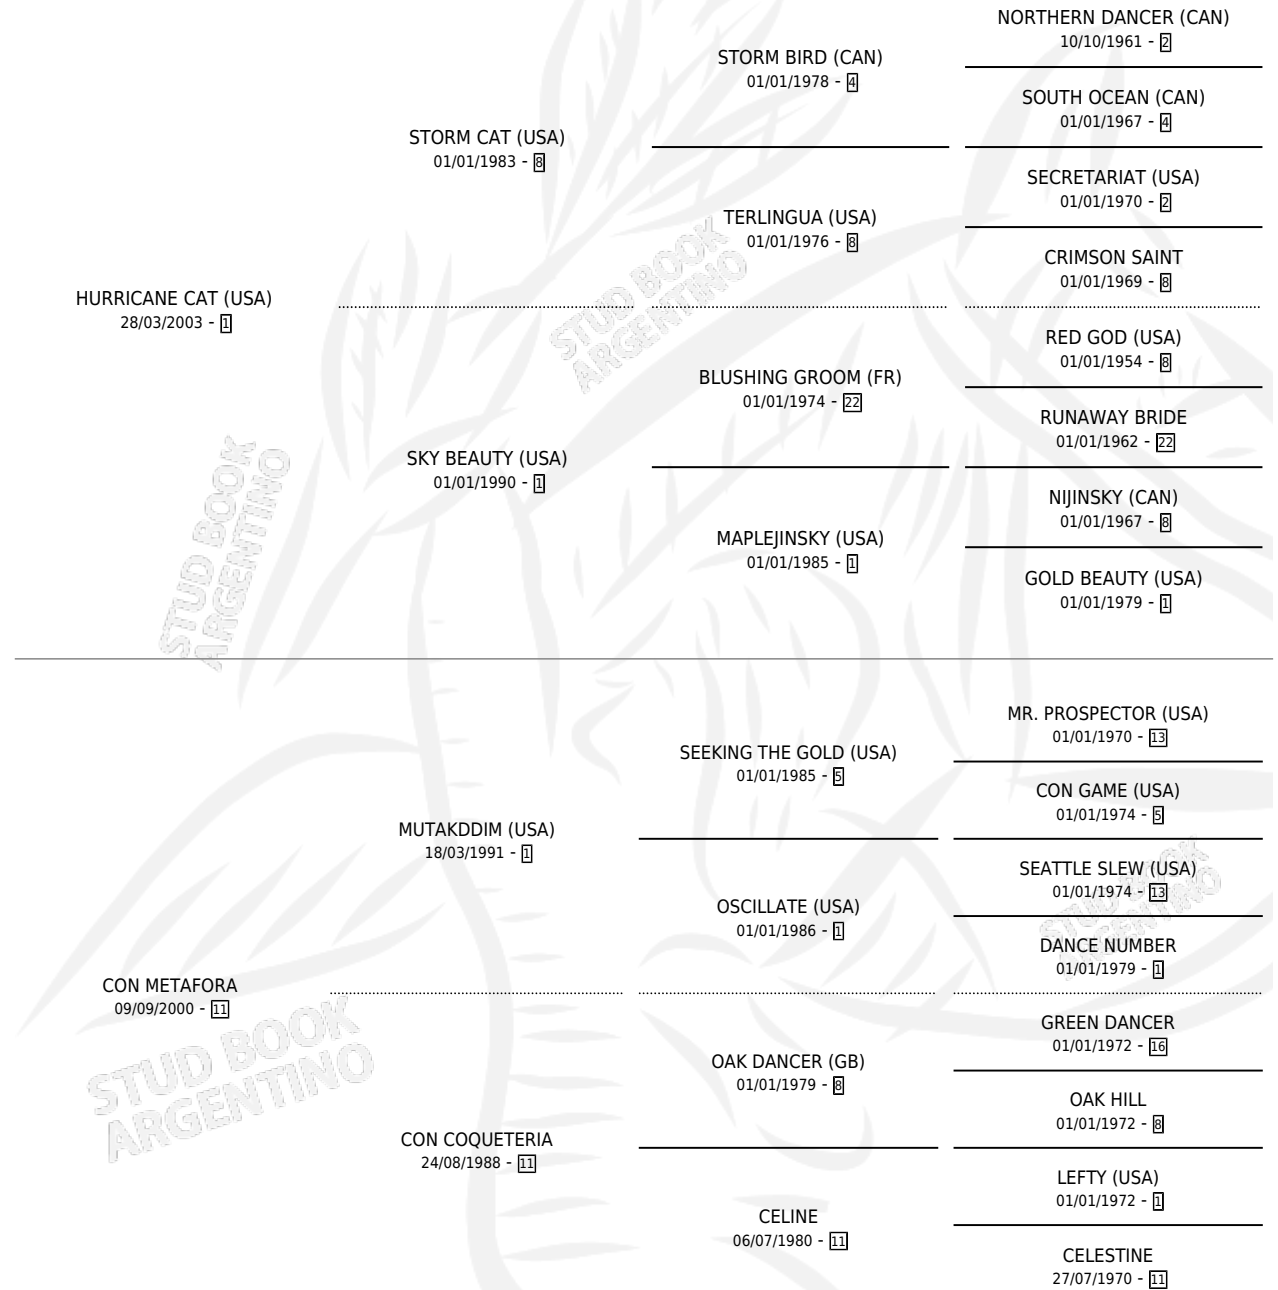 NORTHERN DANCER (CAN)
10/10/1961 - 2
STORM BIRD (CAN)
01/01/1978 - 4
SOUTH OCEAN (CAN)
01/01/1967 - 4
STORM CAT (USA)
01/01/1983 - 8
SECRETARIAT (USA)
01/01/1970 - 2
TERLINGUA (USA)
01/01/1976 - 8
CRIMSON SAINT
01/01/1969 - 8
HURRICANE CAT (USA)
28/03/2003 - 1
RED GOD (USA)
01/01/1954 - 8
BLUSHING GROOM (FR)
01/01/1974 - 22
RUNAWAY BRIDE
01/01/1962 - 22
SKY BEAUTY (USA)
01/01/1990 - 1
NIJINSKY (CAN)
01/01/1967 - 8
MAPLEJINSKY (USA)
01/01/1985 - 1
GOLD BEAUTY (USA)
01/01/1979 - 1
MR. PROSPECTOR (USA)
01/01/1970 - 13
SEEKING THE GOLD (USA)
01/01/1985 - 5
CON GAME (USA)
01/01/1974 - 5
MUTAKDDIM (USA)
18/03/1991 - 1
SEATTLE SLEW (USA)
01/01/1974 - 13
OSCILLATE (USA)
01/01/1986 - 1
DANCE NUMBER
01/01/1979 - 1
CON METAFORA
09/09/2000 - 11
GREEN DANCER
01/01/1972 - 16
OAK DANCER (GB)
01/01/1979 - 8
OAK HILL
01/01/1972 - 8
CON COQUETERIA
24/08/1988 - 11
LEFTY (USA)
01/01/1972 - 1
CELINE
06/07/1980 - 11
CELESTINE
27/07/1970 - 11
STUD BOOK
ARGENTINO
STUD BOOK
ARGENTINO
STUD BOOK
ARGENTINO
STUD BOOK
ARGENTINO